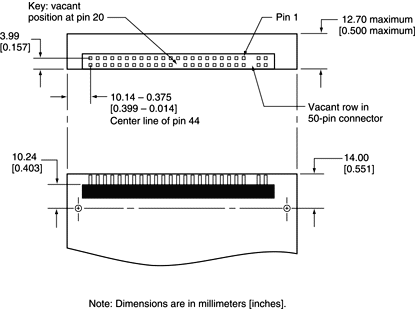 Key: vacant
position at pin 20
Pin 1
12.70 maximum
[0.500 maximum]
3.99
[0.157]
10.14 – 0.375
[0.399 – 0.014]
Center line of pin 44
Vacant row in
50-pin connector
10.24
[0.403]
14.00
[0.551]
Note: Dimensions are in millimeters [inches].